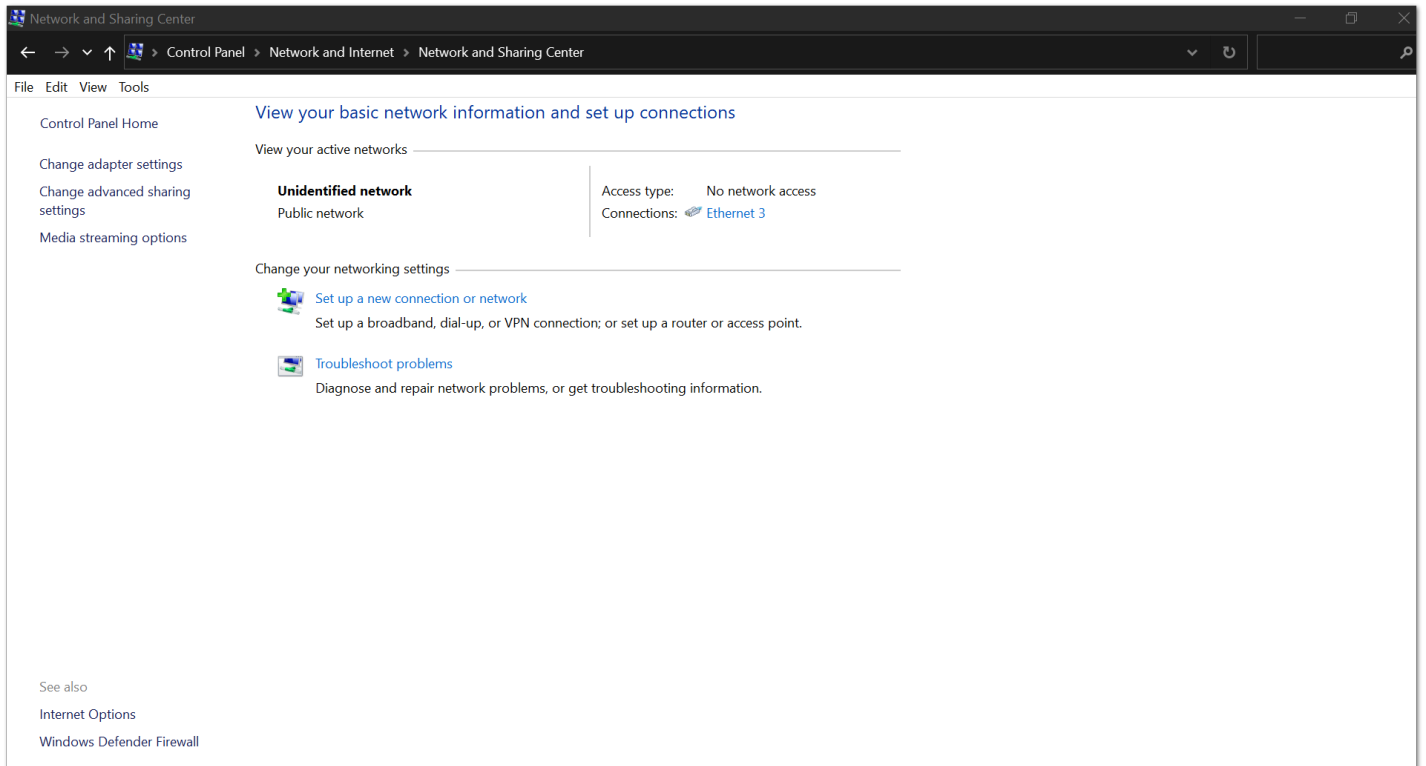 Network and Sharing Center
Control Panel > Network and Internet > Network and Sharing Center
File Edit View Tools
Control Panel Home
Change adapter settings
Change advanced sharing
settings
Media streaming options
View your basic network information and set up connections
View your active networks
Unidentified network
Public network
Access type: No network access
Connections: Ethernet 3
Change your networking settings
Set up a new connection or network
Set up a broadband, dial-up, or VPN connection; or set up a router or access point.
Troubleshoot problems
Diagnose and repair network problems, or get troubleshooting information.
See also
Internet Options
Windows Defender Firewall